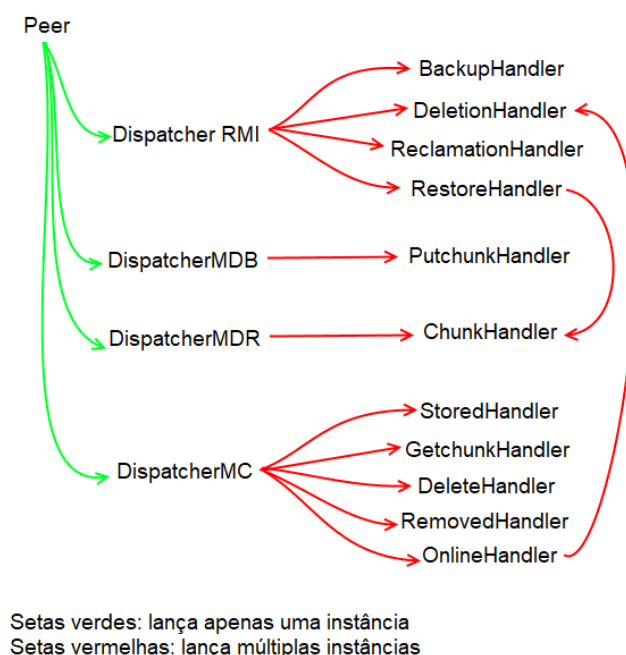 Peer
BackupHandler
DeletionHandler
Dispatcher RMI
ReclamationHandler
RestoreHandler
DispatcherMDB
PutchunkHandler
DispatcherMDR
ChunkHandler
StoredHandler
GetchunkHandler
DispatcherMC
DeleteHandler
RemovedHandler
OnlineHandler
Setas verdes: lança apenas uma instância
Setas vermelhas: lança múltiplas instâncias